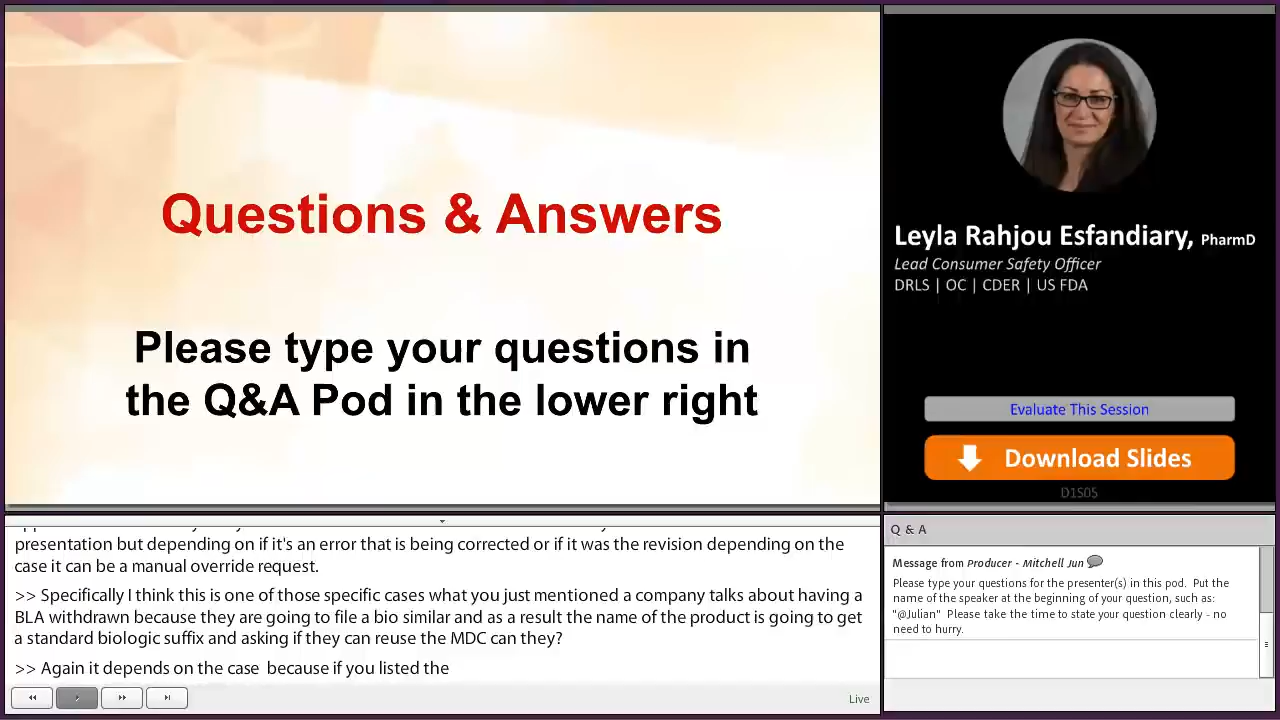 Questions & Answers
Please type your questions in
the Q&A Pod in the lower right
Leyla Rahjou Esfandiary, PharmD
Lead Consumer Safety Officer
DRLS | OC | CDER | US FDA
Evaluate This Session
Download Slides
D1S05
presentation but depending on if it's an error that is being corrected or if it was the revision depending on the
case it can be a manual override request.
>> Specifically I think this is one of those specific cases what you just mentioned a company talks about having a
BLA withdrawn because they are going to file a bio similar and as a result the name of the product is going to get
a standard biologic suffix and asking if they can reuse the MDC can they?
>> Again it depends on the case  because if you listed the
Live
Q & A
Message from Producer - Mitchell Jun
Please type your questions for the presenter(s) in this pod.  Put the
name of the speaker at the beginning of your question, such as:
"@Julian"  Please take the time to state your question clearly - no
need to hurry.